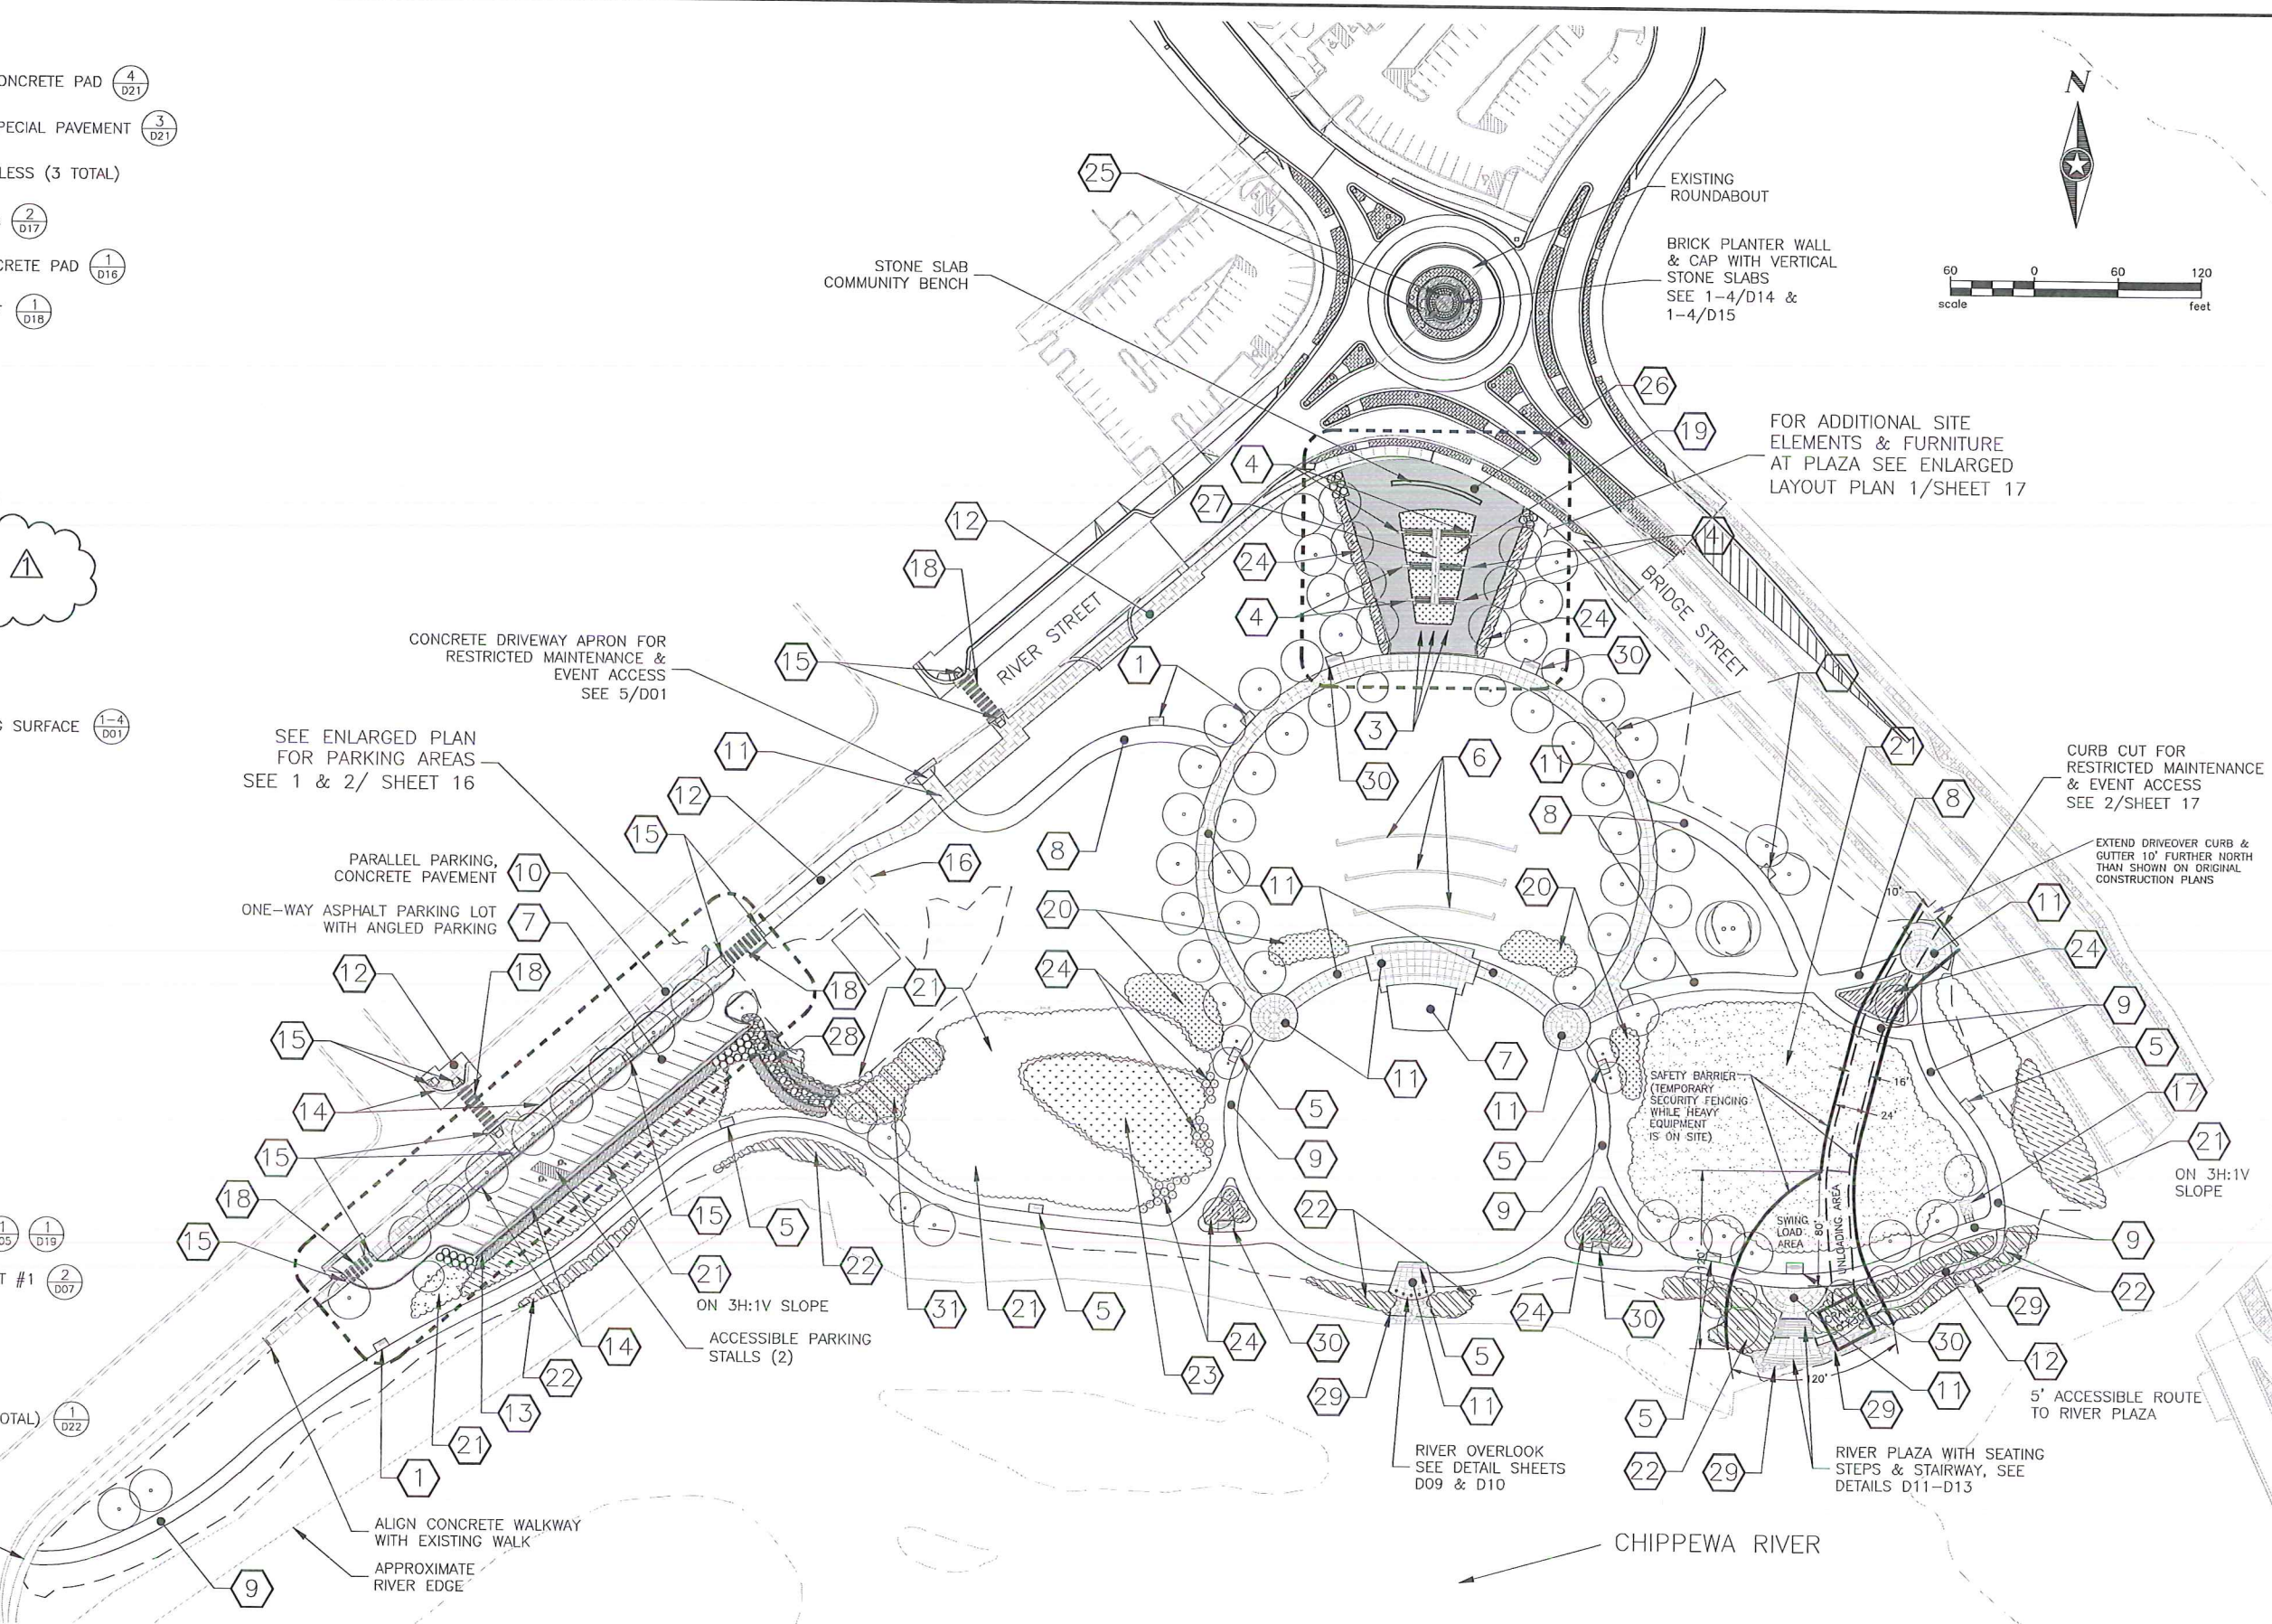 ONCRETE PAD 4 D21
PECIAL PAVEMENT 3 D21
LESS (3 TOTAL)
2 D17
CRETE PAD 1 D16
1 D18
1
G SURFACE 1-4 D01
1 D05 1 D19
T #1 2 D07
OTAL) 1 D22
N
60 0 60 120
scale feet
25
EXISTING
ROUNDABOUT
BRICK PLANTER WALL
& CAP WITH VERTICAL
STONE SLABS
SEE 1-4/D14 &
1-4/D15
STONE SLAB
COMMUNITY BENCH
26
19
FOR ADDITIONAL SITE
ELEMENTS & FURNITURE
AT PLAZA SEE ENLARGED
LAYOUT PLAN 1/SHEET 17
4
27
12
24
4
18
4
24
30
BRIDGE STREET
RIVER STREET
CONCRETE DRIVEWAY APRON FOR
RESTRICTED MAINTENANCE &
EVENT ACCESS
SEE 5/D01
15
1
3
6
30
11
21
SEE ENLARGED PLAN
FOR PARKING AREAS
SEE 1 & 2/ SHEET 16
11
12
15
8
16
8
8
CURB CUT FOR
RESTRICTED MAINTENANCE
& EVENT ACCESS
SEE 2/SHEET 17
EXTEND DRIVEOVER CURB &
GUTTER 10' FURTHER NORTH
THAN SHOWN ON ORIGINAL
CONSTRUCTION PLANS
10'
PARALLEL PARKING,
CONCRETE PAVEMENT
10
ONE-WAY ASPHALT PARKING LOT
WITH ANGLED PARKING
7
11
20
20
11
24
24
12
18
18
21
9
28
15
14
15
18
15
11
7
5
11
5
9
9
5
17
21
ON 3H:1V
SLOPE
SAFETY BARRIER
(TEMPORARY
SECURITY FENCING
WHILE HEAVY
EQUIPMENT
IS ON SITE)
16'
24'
SWING
LOAD
AREA
80'
UNLOADING AREA
120'
120'
15
5
22
21
ON 3H:1V SLOPE
31
21
5
22
24
30
24
30
9
22
29
30
12
5' ACCESSIBLE ROUTE
TO RIVER PLAZA
ACCESSIBLE PARKING
STALLS (2)
14
22
13
21
1
23
29
5
11
5
22
29
29
11
RIVER OVERLOOK
SEE DETAIL SHEETS
D09 & D10
RIVER PLAZA WITH SEATING
STEPS & STAIRWAY, SEE
DETAILS D11-D13
ALIGN CONCRETE WALKWAY
WITH EXISTING WALK
APPROXIMATE
RIVER EDGE
9
CHIPPEWA RIVER